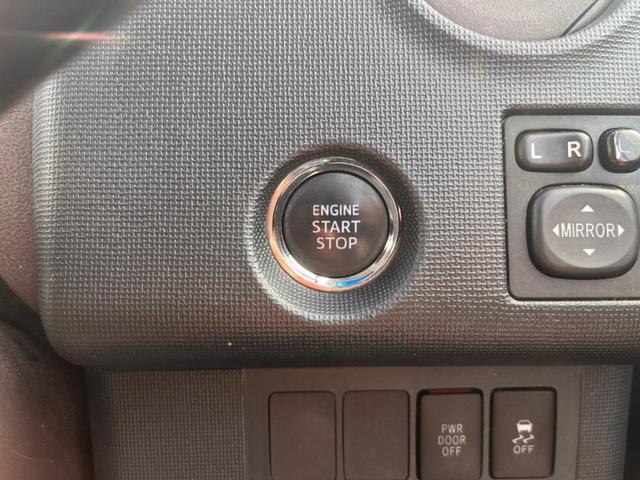 L R
ENGINE
START
STOP
MIRROR
PWR
DOOR
OFF
OFF